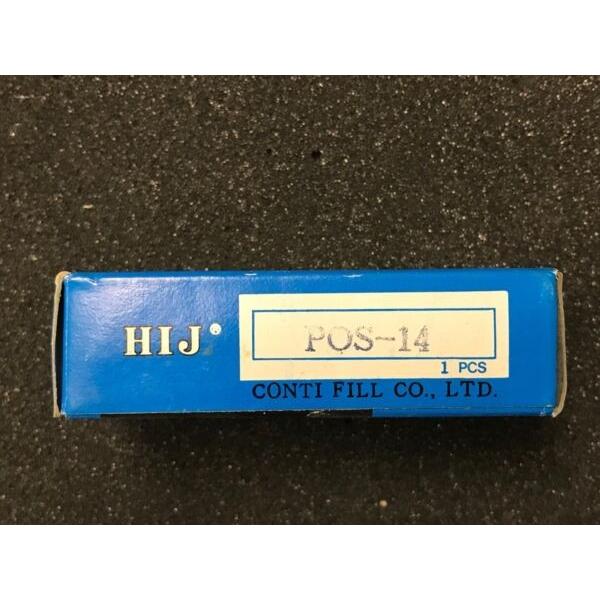 HIJ®
POS-14
1 PCS
CONTI FILL CO., LTD.